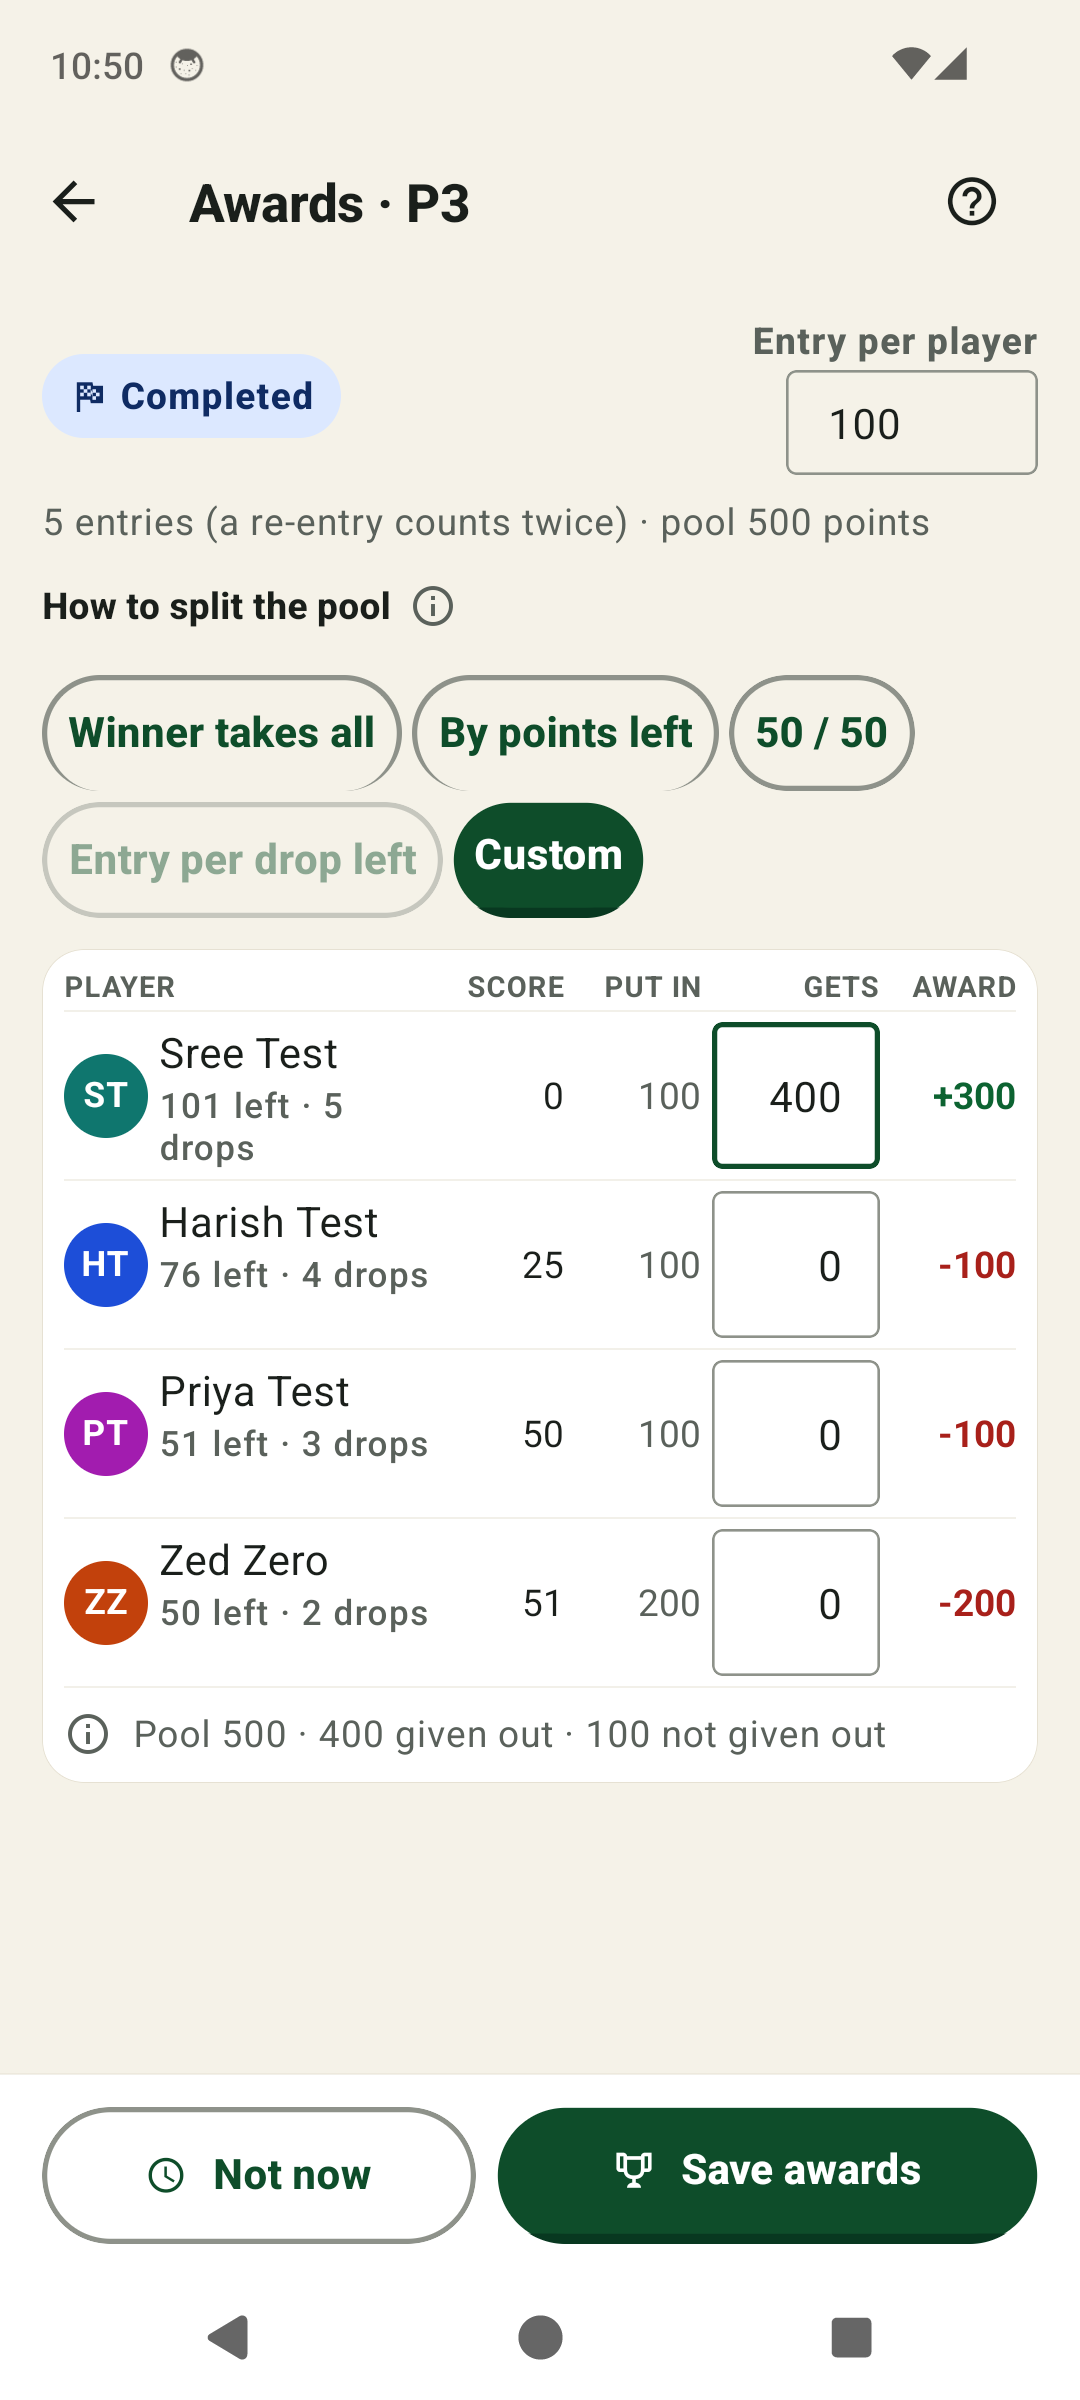 10:50
Awards · P3
Entry per player
Completed
100
5 entries (a re-entry counts twice) · pool 500 points
How to split the pool
Winner takes all
By points left
50 / 50
Entry per drop left
Custom
PLAYER SCORE PUT IN GETS AWARD
ST
Sree Test
101 left · 5
drops
0 100 400 +300
HT
Harish Test
76 left · 4 drops
25 100 0 -100
PT
Priya Test
51 left · 3 drops
50 100 0 -100
ZZ
Zed Zero
50 left · 2 drops
51 200 0 -200
Pool 500 · 400 given out · 100 not given out
Not now
Save awards